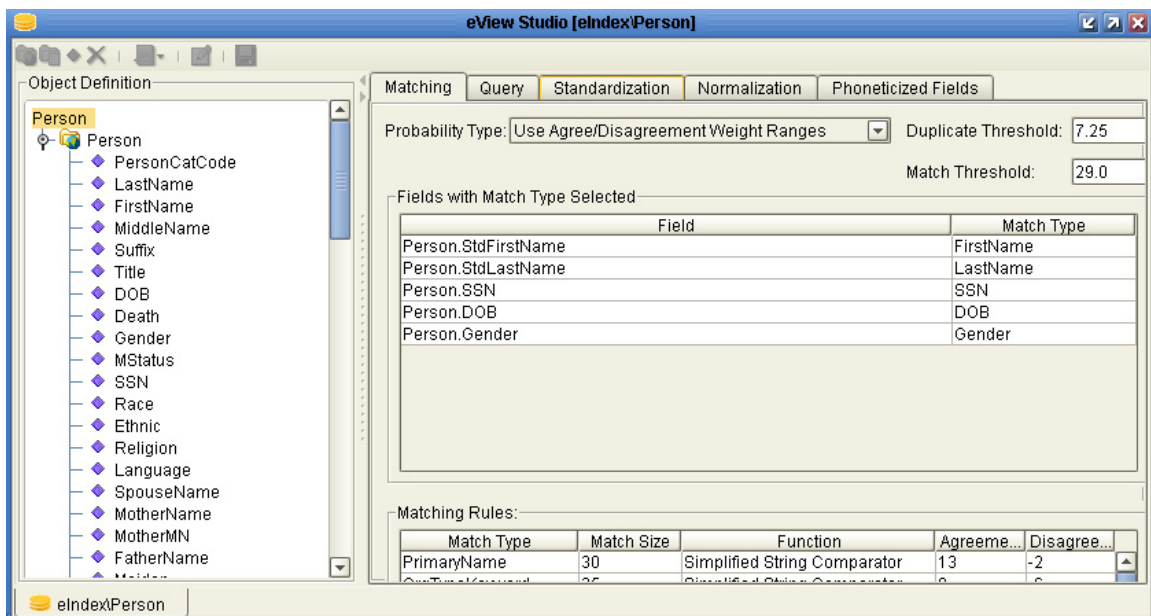 eView Studio [eIndex\Person]
Object Definition
Person
Person
PersonCatCode
LastName
FirstName
MiddleName
Suffix
Title
DOB
Death
Gender
MStatus
SSN
Race
Ethnic
Religion
Language
SpouseName
MotherName
MotherMN
FatherName
Matching Query Standardization Normalization Phoneticized Fields
Probability Type: Use Agree/Disagreement Weight Ranges Duplicate Threshold: 7.25
Match Threshold: 29.0
Fields with Match Type Selected
Field Match Type
Person.StdFirstName FirstName
Person.StdLastName LastName
Person.SSN SSN
Person.DOB DOB
Person.Gender Gender
Matching Rules:
Match Type Match Size Function Agreeme... Disagree...
PrimaryName 30 Simplified String Comparator 13 -2
eIndex\Person